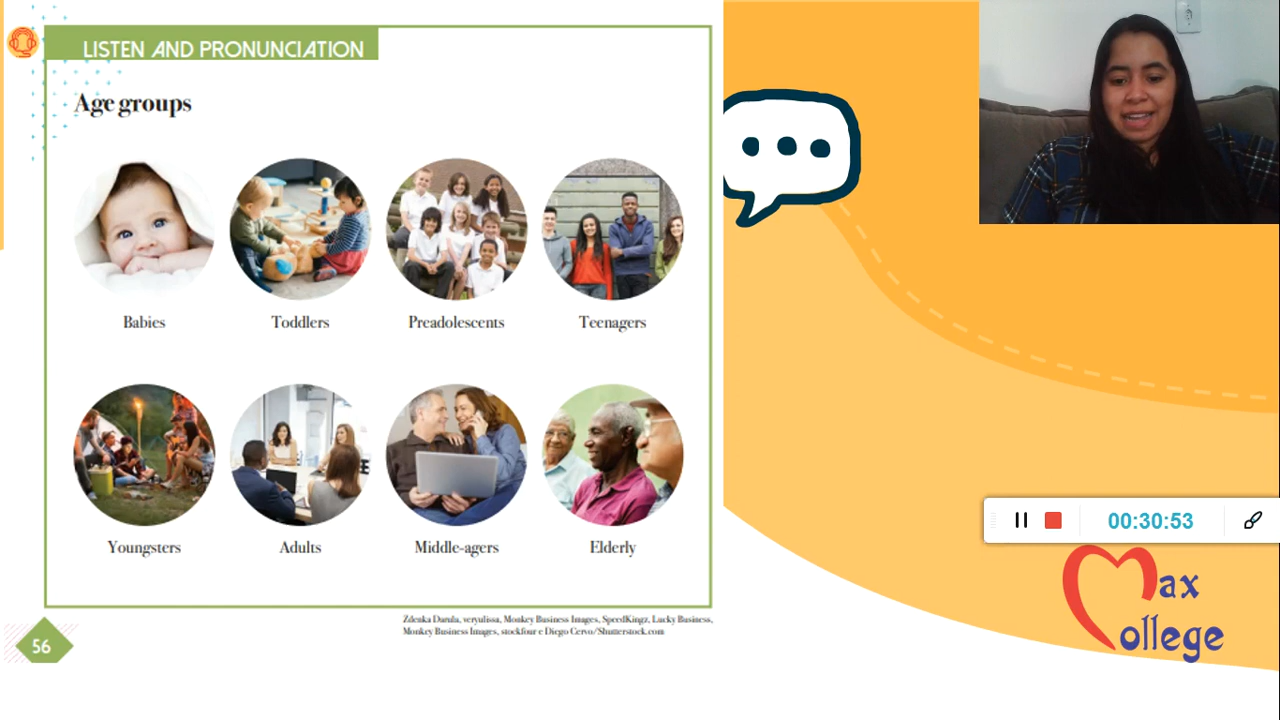 LISTEN AND PRONUNCIATION
Age groups
Babies Toddlers Preadolescents Teenagers
Youngsters Adults Middle-agers Elderly
Zdenka Darula, veryulissa, Monkey Business Images, SpeedKingz, Lucky Business,
Monkey Business Images, stockfour e Diego Cervo/Shutterstock.com
56
00:30:53
Max
College